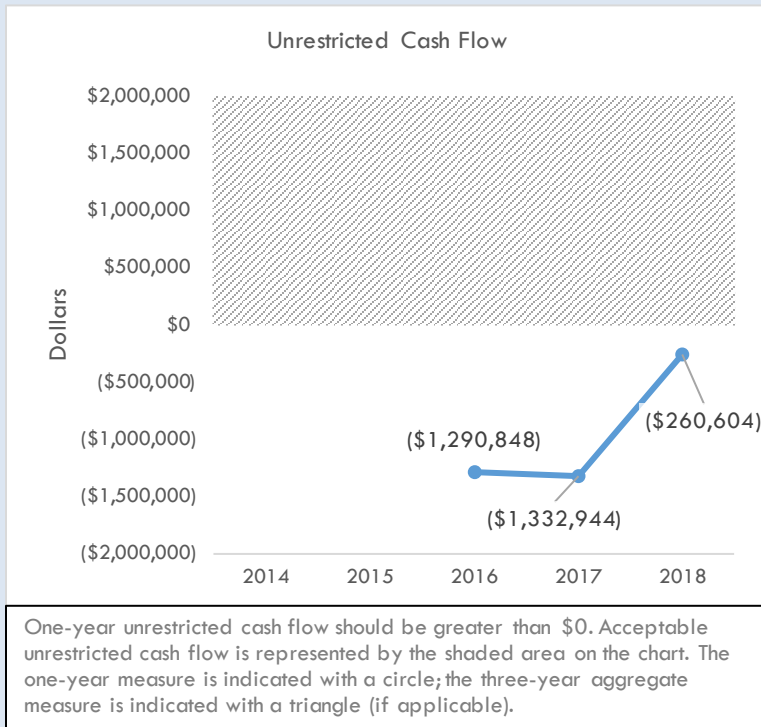 Unrestricted Cash Flow
$2,000,000
$1,500,000
$1,000,000
$500,000
$0
($500,000)
($1,000,000)
($1,500,000)
($2,000,000)
Dollars
($1,290,848)
($1,332,944)
($260,604)
2014 2015 2016 2017 2018
One-year unrestricted cash flow should be greater than $0. Acceptable
unrestricted cash flow is represented by the shaded area on the chart. The
one-year measure is indicated with a circle; the three-year aggregate
measure is indicated with a triangle (if applicable).